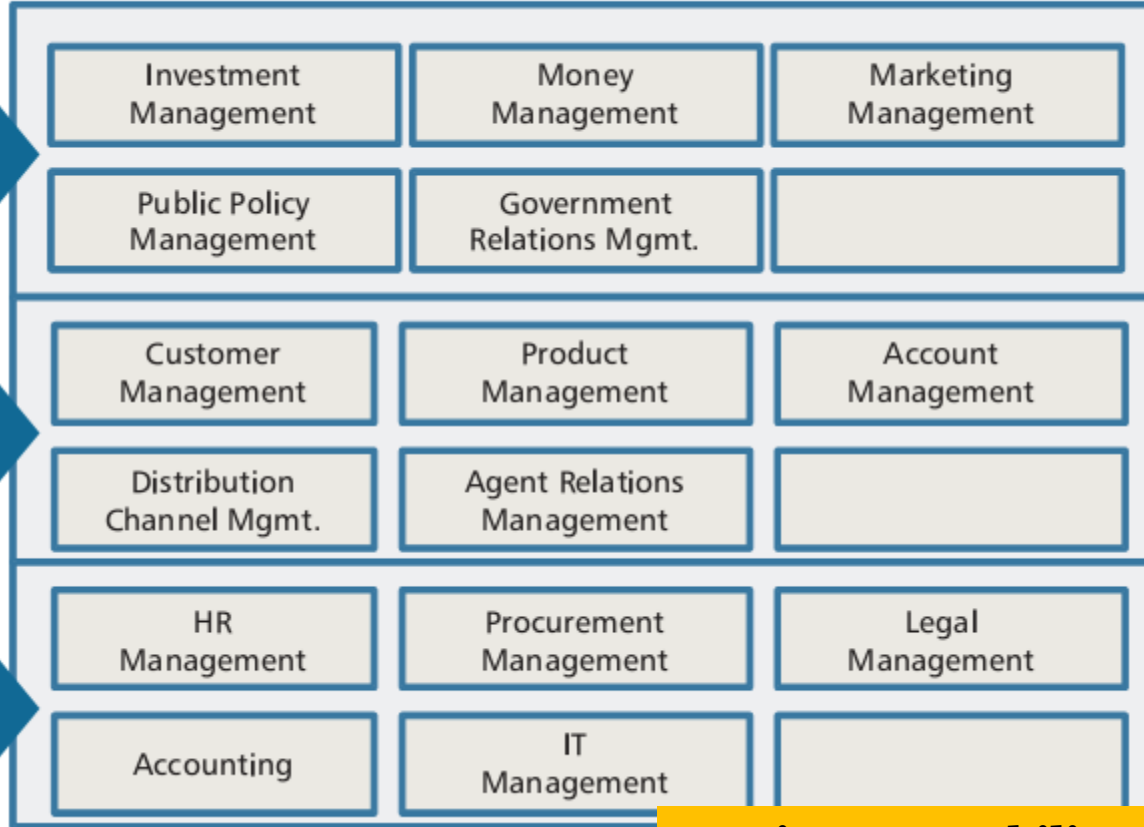 Investment
Management
Money
Management
Marketing
Management
Public Policy
Management
Government
Relations Mgmt.
Customer
Management
Product
Management
Account
Management
Distribution
Channel Mgmt.
Agent Relations
Management
HR
Management
Procurement
Management
Legal
Management
Accounting
IT
Management